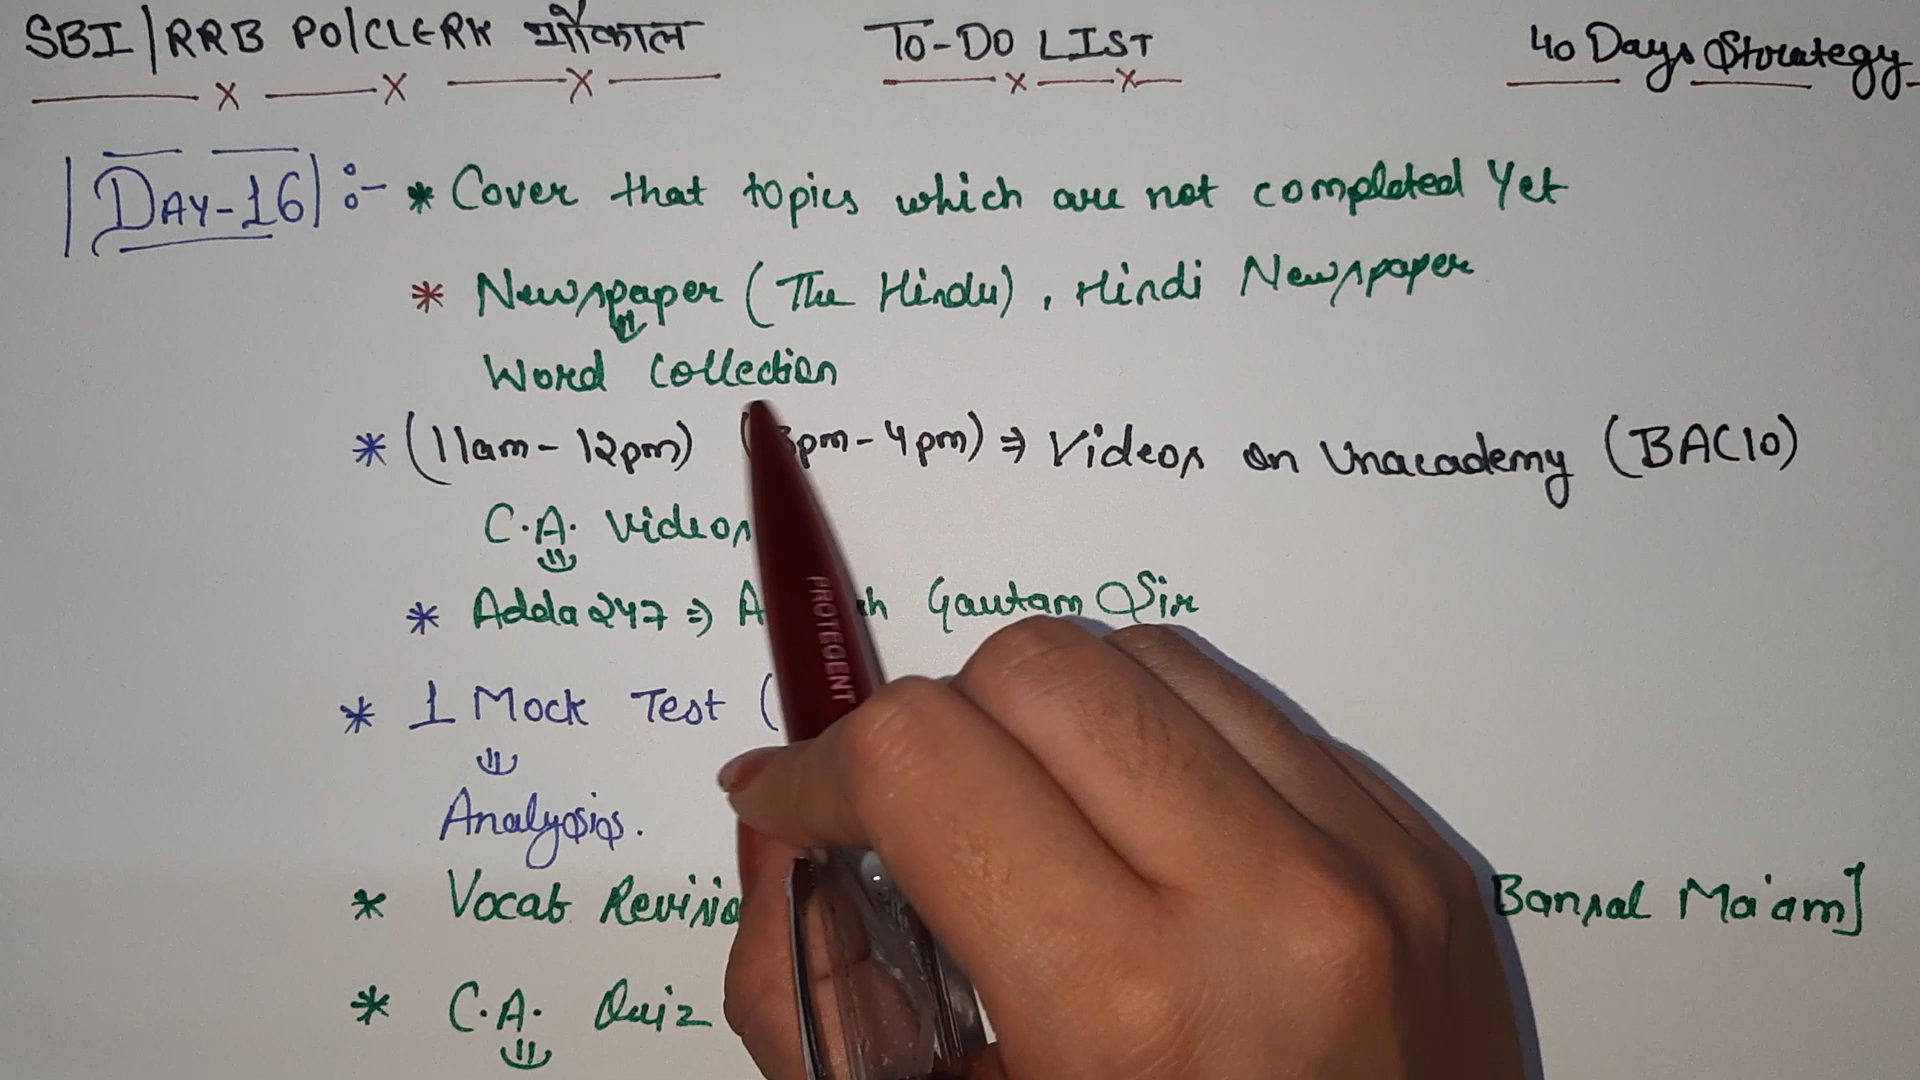 SBI/RRB PO/CLERK भौकाल
TO-DO LIST
40 Days Strategy
DAY-16 :- * Cover that topics which are not completed Yet
* Newspaper (The Hindu), Hindi Newspaper
Word Collection
* (11am-12pm) (3pm-4pm) ⇒ Videos on Unacademy (BAC10)
C.A. Videos
* Adda247 ⇒ Gautam Sir
* 1 Mock Test (
Analysis.
* Vocab Bansal Ma'am]
* C.A. Quiz
PROTEGENT